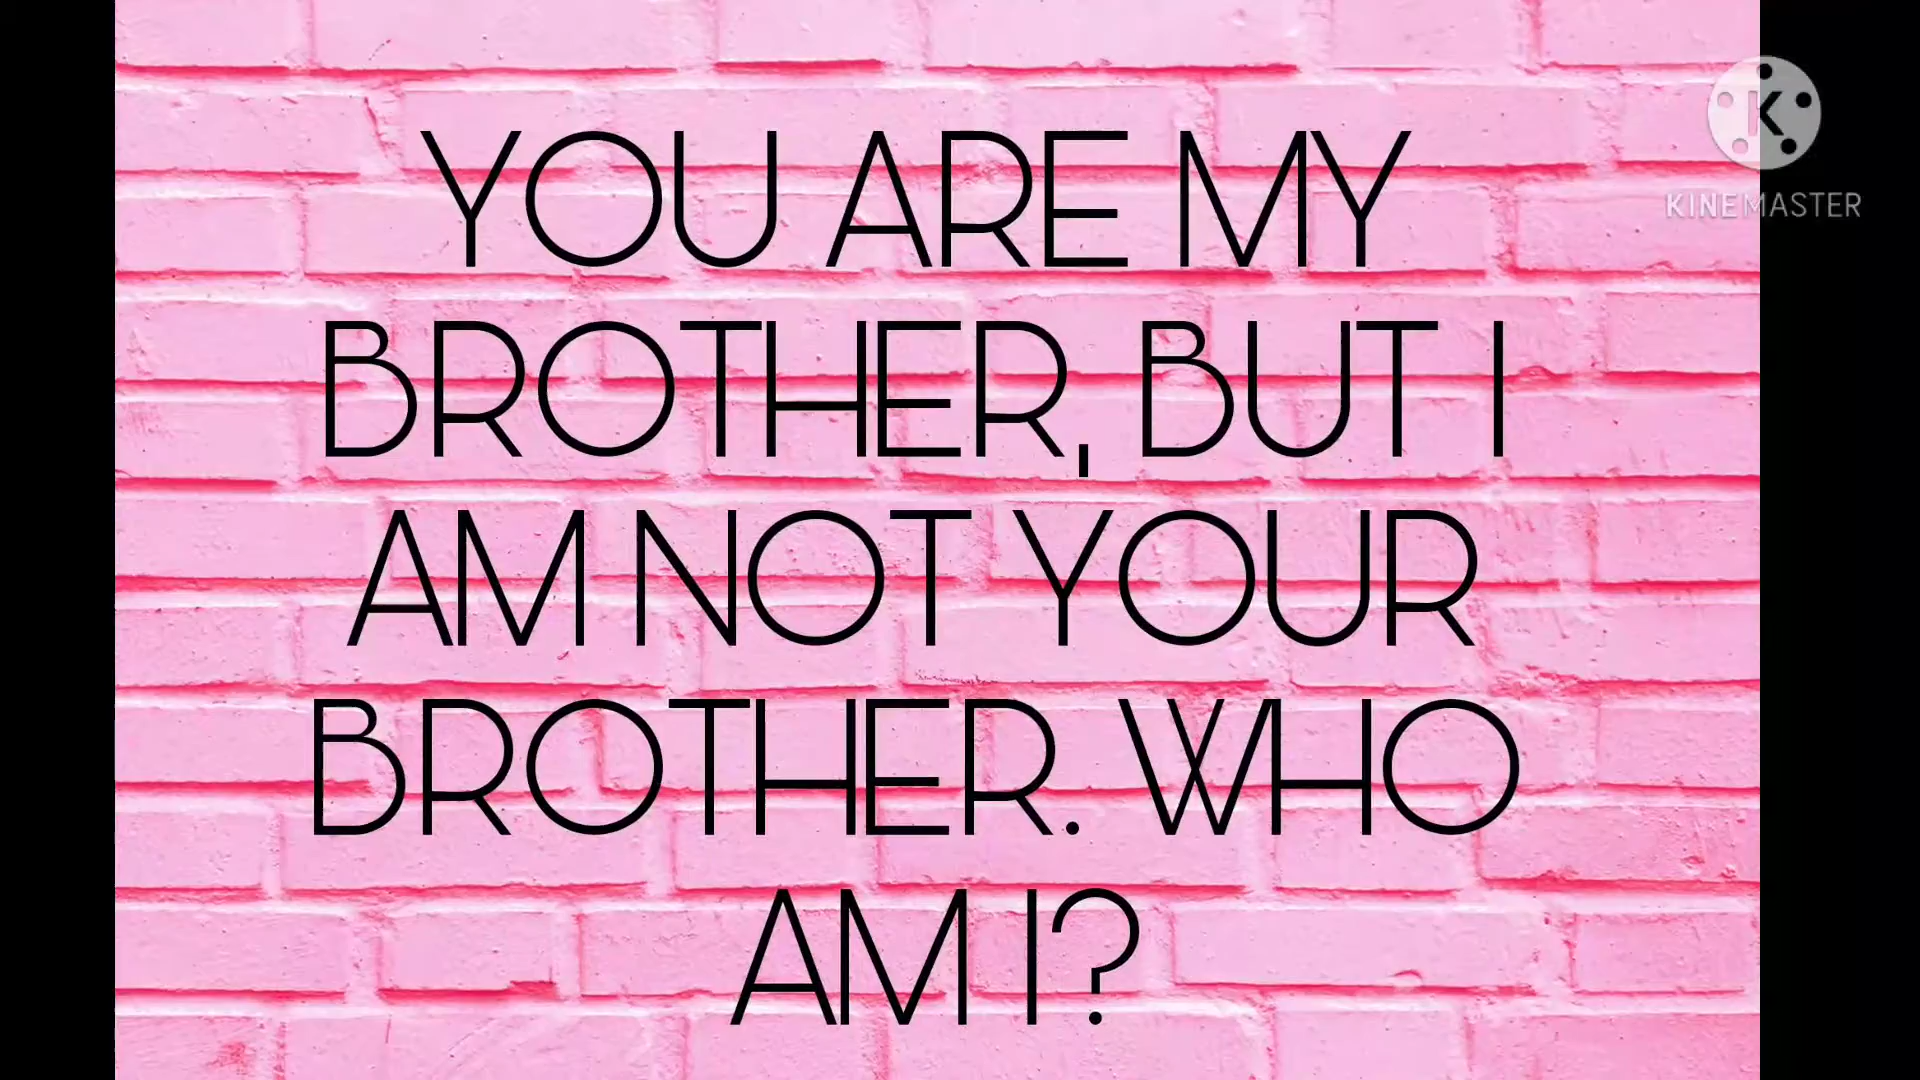 YOU ARE MY
BROTHER, BUT I
AM NOT YOUR
BROTHER. WHO
AM I?
K
KINEMASTER